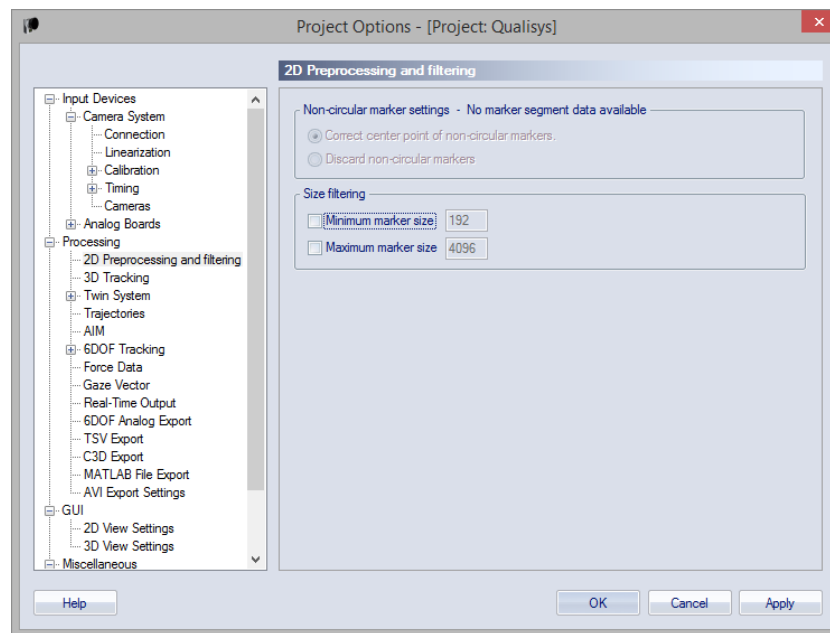 Project Options - [Project: Qualisys]
2D Preprocessing and filtering
Input Devices
Camera System
Connection
Linearization
Calibration
Timing
Cameras
Analog Boards
Processing
2D Preprocessing and filtering
3D Tracking
Twin System
Trajectories
AIM
6DOF Tracking
Force Data
Gaze Vector
Real-Time Output
6DOF Analog Export
TSV Export
C3D Export
MATLAB File Export
AVI Export Settings
GUI
2D View Settings
3D View Settings
Miscellaneous
Non-circular marker settings - No marker segment data available
Correct center point of non-circular markers.
Discard non-circular markers
Size filtering
Minimum marker size 192
Maximum marker size 4096
Help OK Cancel Apply